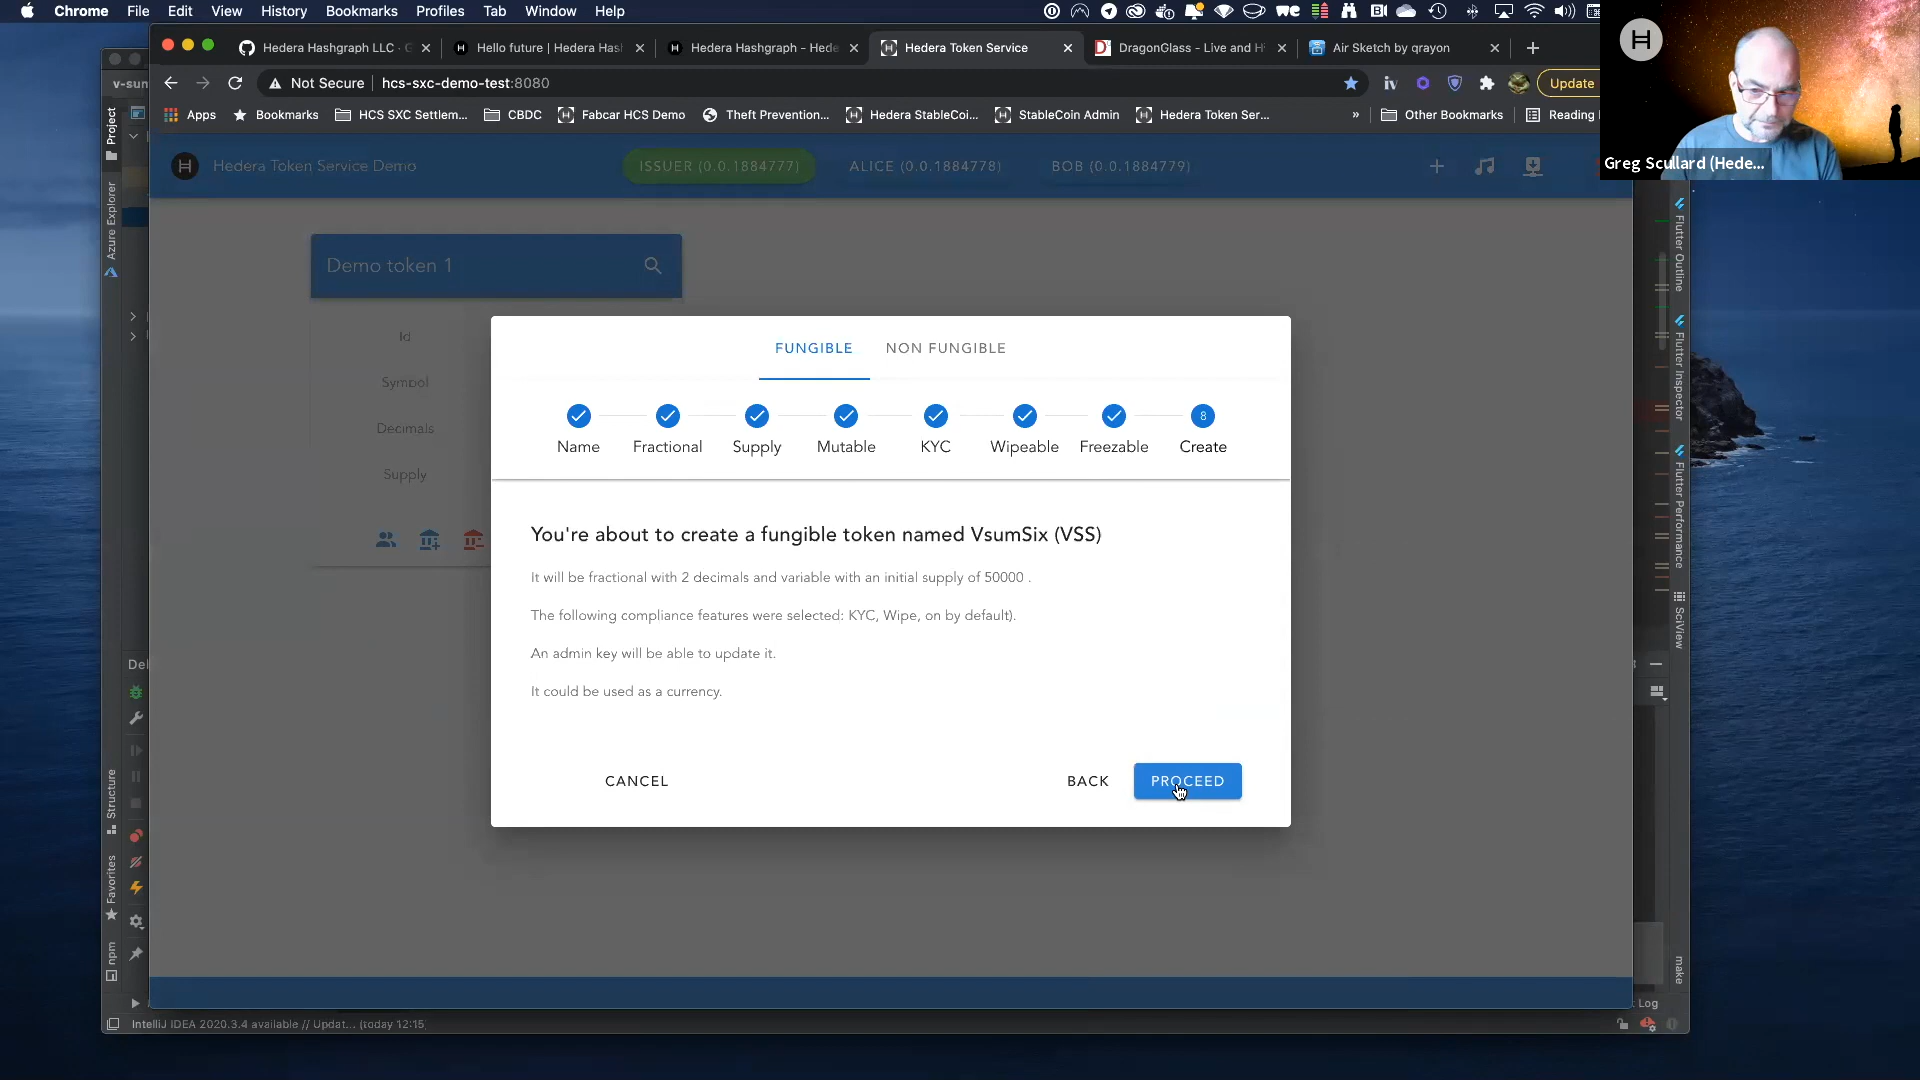 Chrome File Edit View History Bookmarks Profiles Tab Window Help
Hedera Hashgraph LLC · G
Hello future | Hedera Hash
Hedera Hashgraph – Hede
Hedera Token Service
DragonGlass - Live and Hi
Air Sketch by qrayon
v-sun
Not Secure
hcs-sxc-demo-test:8080
Update
Apps
Bookmarks
HCS SXC Settlem...
CBDC
Fabcar HCS Demo
Theft Prevention...
Hedera StableCoi...
StableCoin Admin
Hedera Token Ser...
»
Other Bookmarks
Reading
H
Greg Scullard (Hede...
Project
Azure Explorer
Hedera Token Service Demo
ISSUER (0.0.1884777)
ALICE (0.0.1884778)
BOB (0.0.1884779)
Demo token 1
Id
Symbol
Decimals
Supply
FUNGIBLE
NON FUNGIBLE
8
Name
Fractional
Supply
Mutable
KYC
Wipeable
Freezable
Create
You're about to create a fungible token named VsumSix (VSS)
It will be fractional with 2 decimals and variable with an initial supply of 50000 .
The following compliance features were selected: KYC, Wipe, on by default).
An admin key will be able to update it.
It could be used as a currency.
CANCEL
BACK
PROCEED
Flutter Outline
Flutter Inspector
Flutter Performance
SciView
make
Structure
Favorites
npm
Log
IntelliJ IDEA 2020.3.4 available // Updat... (today 12:15)